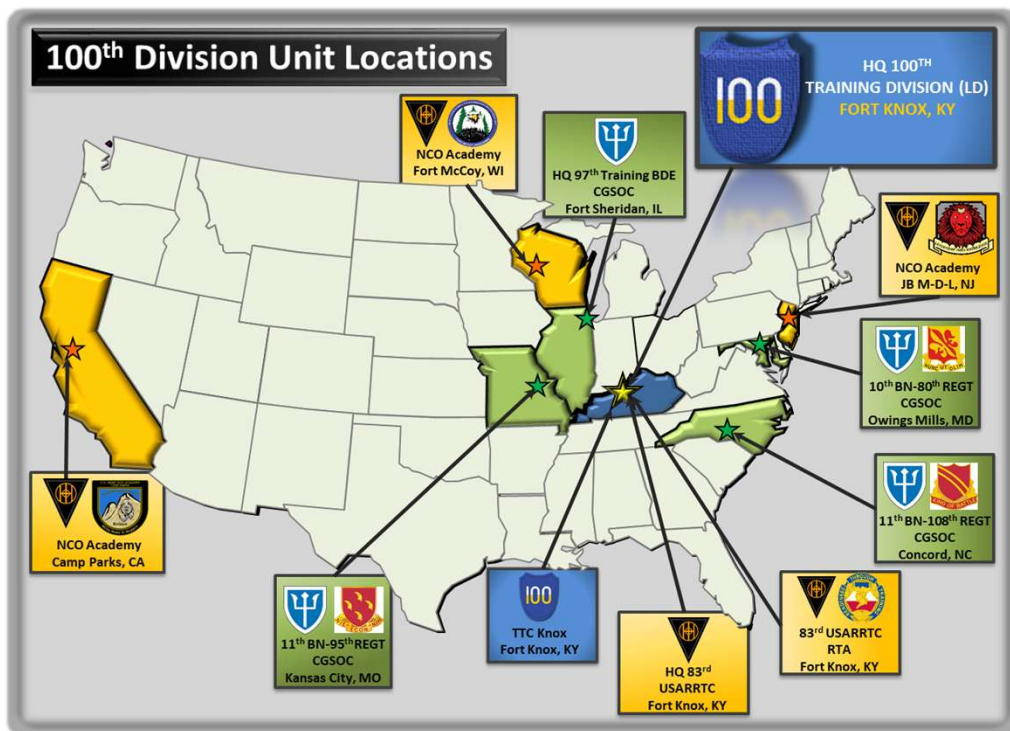 100th Division Unit Locations
100
HQ 100TH
TRAINING DIVISION (LD)
FORT KNOX, KY
NCO Academy
Fort McCoy, WI
HQ 97th Training BDE
CGSOC
Fort Sheridan, IL
NCO Academy
JB M-D-L, NJ
10th BN-80th REGT
CGSOC
Owings Mills, MD
11th BN-108th REGT
CGSOC
Concord, NC
NCO Academy
Camp Parks, CA
11th BN-95th REGT
CGSOC
Kansas City, MO
100
TTC Knox
Fort Knox, KY
HQ 83rd
USARRTC
Fort Knox, KY
83rd USARRTC
RTA
Fort Knox, KY